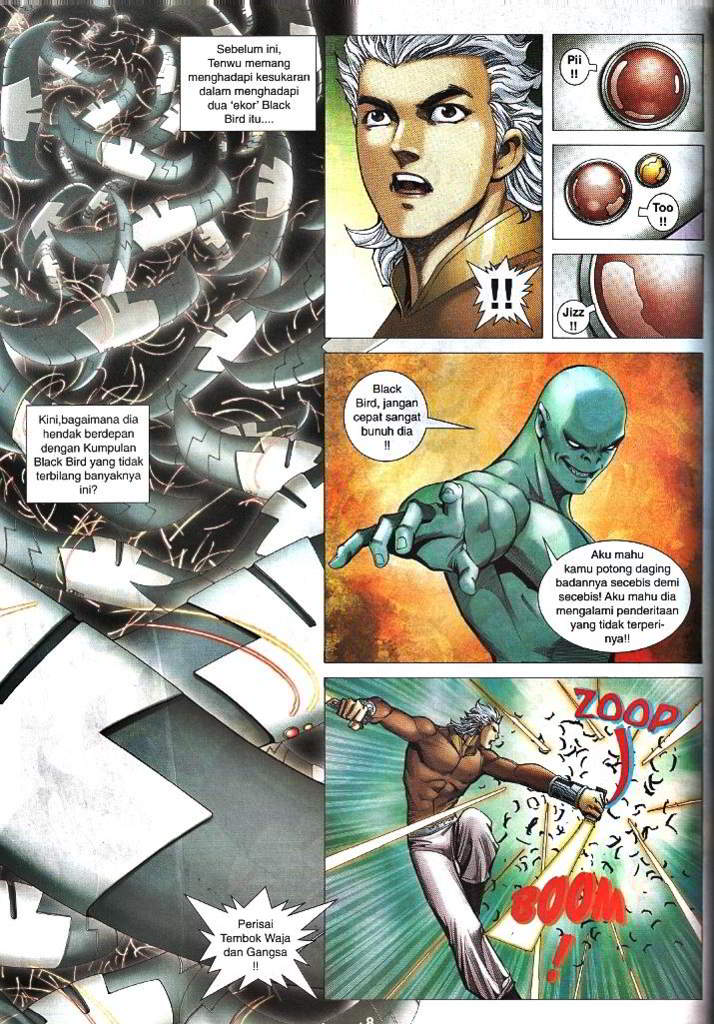 Sebelum ini,
Tenwu memang
menghadapi kesukaran
dalam menghadapi
dua ‘ekor’ Black
Bird itu....
!!
Pii
!!
Too
!!
Jizz
!!
Kini,bagaimana dia
hendak berdepan
dengan Kumpulan
Black Bird yang tidak
terbilang banyaknya
ini?
Black
Bird, jangan
cepat sangat
bunuh dia
!!
Aku mahu
kamu potong daging
badannya secebis demi
secebis! Aku mahu dia
mengalami penderitaan
yang tidak terperi-
nya!!
Perisai
Tembok Waja
dan Gangsa
!!
ZOOP
BOOM
!